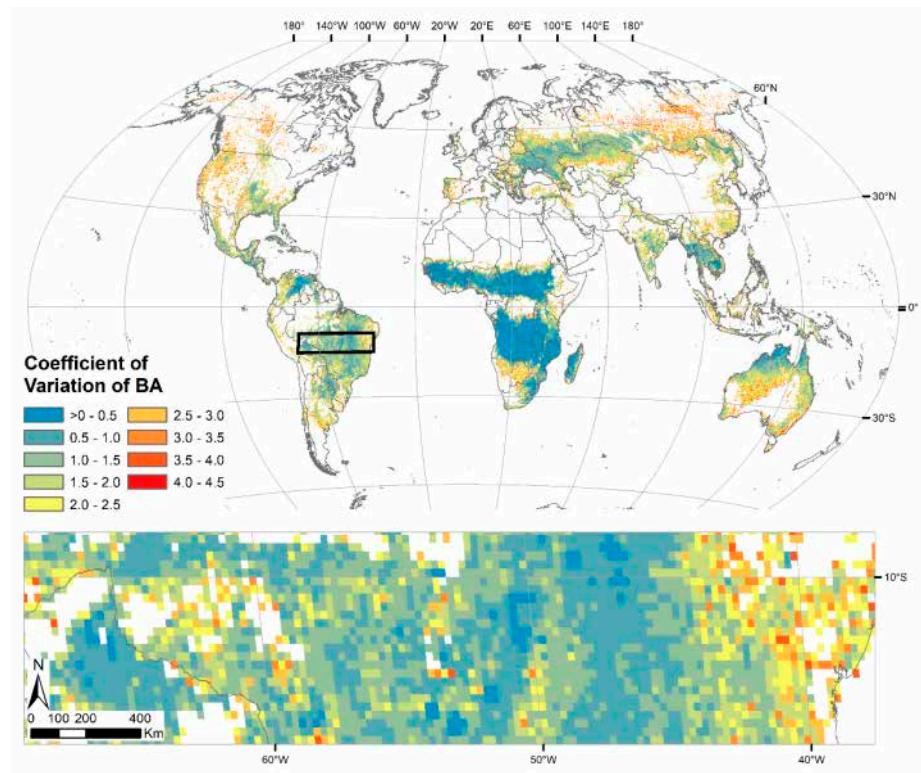 180° 140°W 100°W 60°W 20°W 20°E 60°E 100°E 140°E 180°
60°N
30°N
0°
30°S
Coefficient of
Variation of BA
>0 - 0.5 2.5 - 3.0
0.5 - 1.0 3.0 - 3.5
1.0 - 1.5 3.5 - 4.0
1.5 - 2.0 4.0 - 4.5
2.0 - 2.5
10°S
N
0 100 200 400
Km
60°W 50°W 40°W